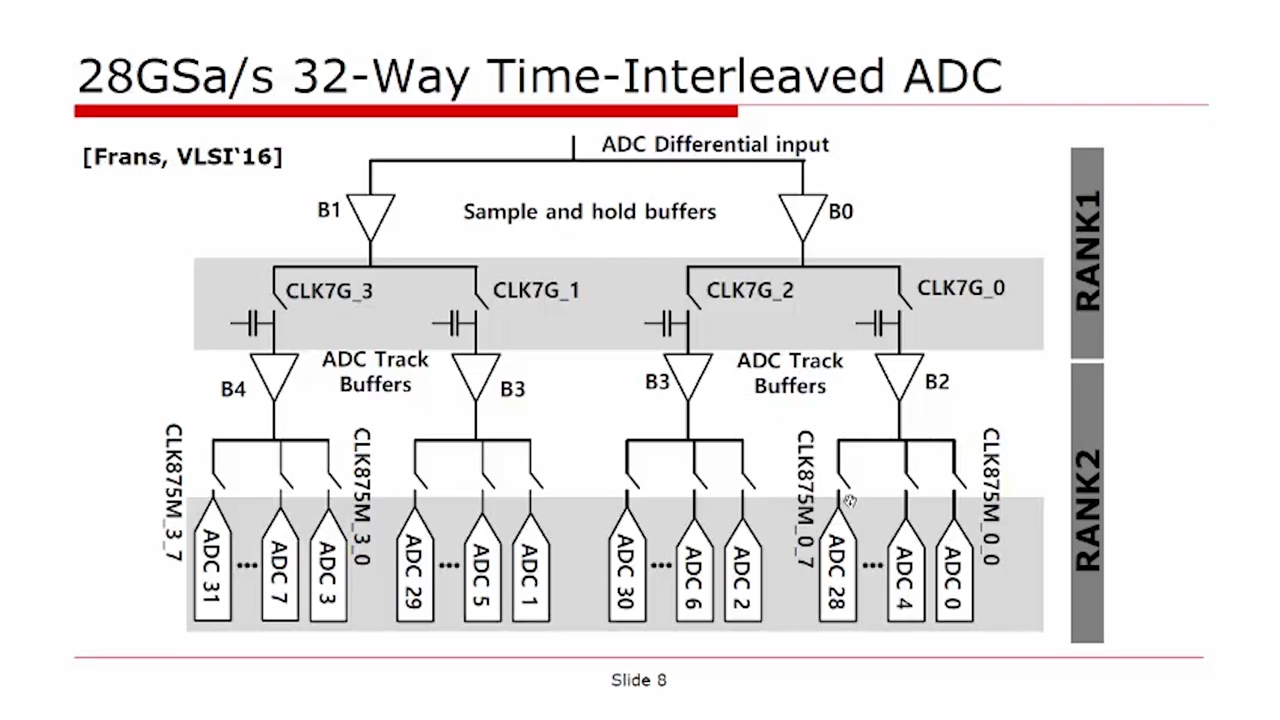 28GSa/s 32-Way Time-Interleaved ADC
[Frans, VLSI‘16]
ADC Differential input
B1
Sample and hold buffers
B0
RANK1
CLK7G_3
CLK7G_1
CLK7G_2
CLK7G_0
ADC Track
Buffers
ADC Track
Buffers
B4
B3
B3
B2
RANK2
CLK875M_3_7
CLK875M_3_0
CLK875M_0_7
CLK875M_0_0
ADC 31
...
ADC 7
ADC 3
ADC 29
...
ADC 5
ADC 1
ADC 30
...
ADC 6
ADC 2
ADC 28
...
ADC 4
ADC 0
Slide 8